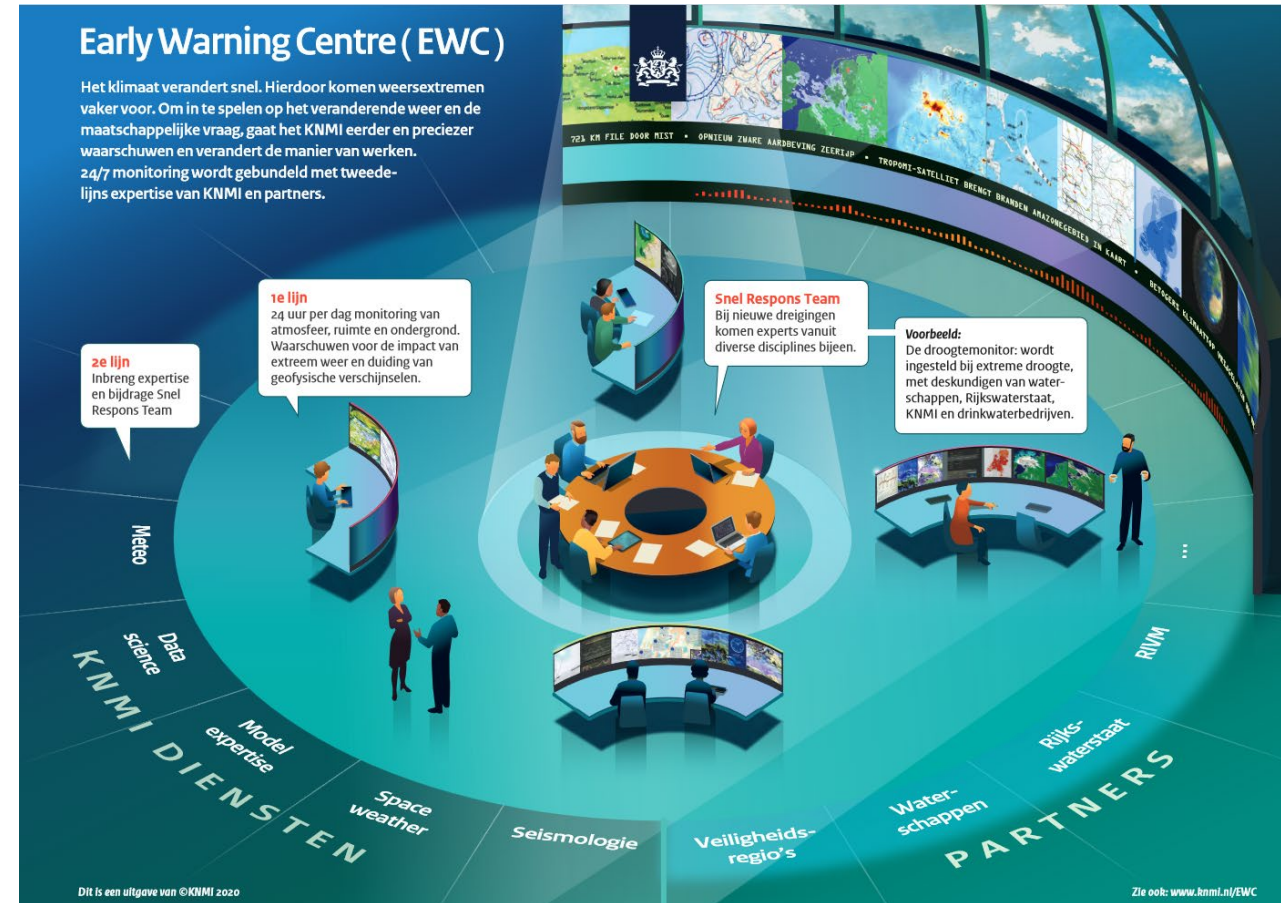 Early Warning Centre (EWC)
Het klimaat verandert snel. Hierdoor komen weersextremen
vaker voor. Om in te spelen op het veranderende weer en de
maatschappelijke vraag, gaat het KNMI eerder en preciezer
waarschuwen en verandert de manier van werken.
24/7 monitoring wordt gebundeld met tweede-
lijns expertise van KNMI en partners.
721 KM FILE DOOR MIST • OPNIEUW ZWARE AARDBEVING ZEERIJP • TROPOMI-SATELLIET BRENGT BRANDEN AMAZONEGEBIED IN KAART • BETOGERS KLIMAATTOP
1e lijn
24 uur per dag monitoring van
atmosfeer, ruimte en ondergrond.
Waarschuwen voor de impact van
extreem weer en duiding van
geofysische verschijnselen.
Snel Respons Team
Bij nieuwe dreigingen
komen experts vanuit
diverse disciplines bijeen.
Voorbeeld:
De droogtemonitor: wordt
ingesteld bij extreme droogte,
met deskundigen van water-
schappen, Rijkswaterstaat,
KNMI en drinkwaterbedrijven.
2e lijn
Inbreng expertise
en bijdrage Snel
Respons Team
Meteo
Data
science
Model
expertise
Space
weather
Seismologie
KNMI DIENSTEN
Veiligheids-
regio's
Water-
schappen
Rijks-
waterstaat
RIVM
...
PARTNERS
Dit is een uitgave van ©KNMI 2020
Zie ook: www.knmi.nl/EWC